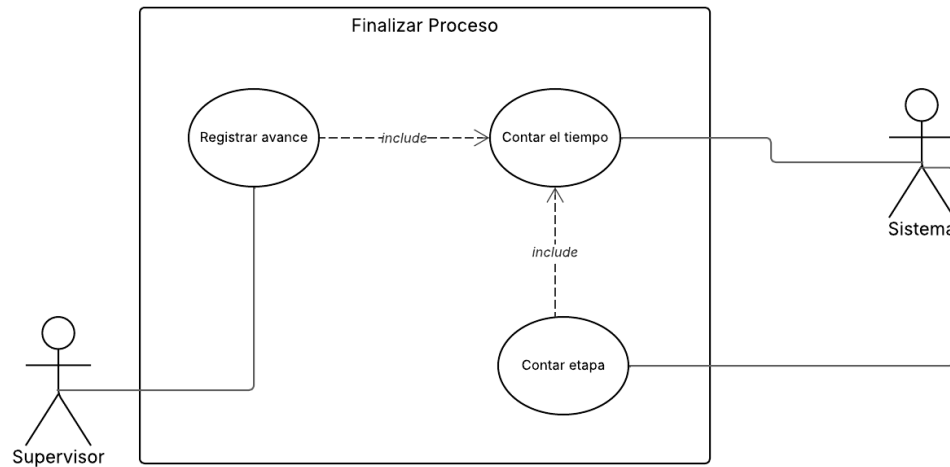 Finalizar Proceso
Registrar avance
include
Contar el tiempo
include
Contar etapa
Supervisor
Sistema